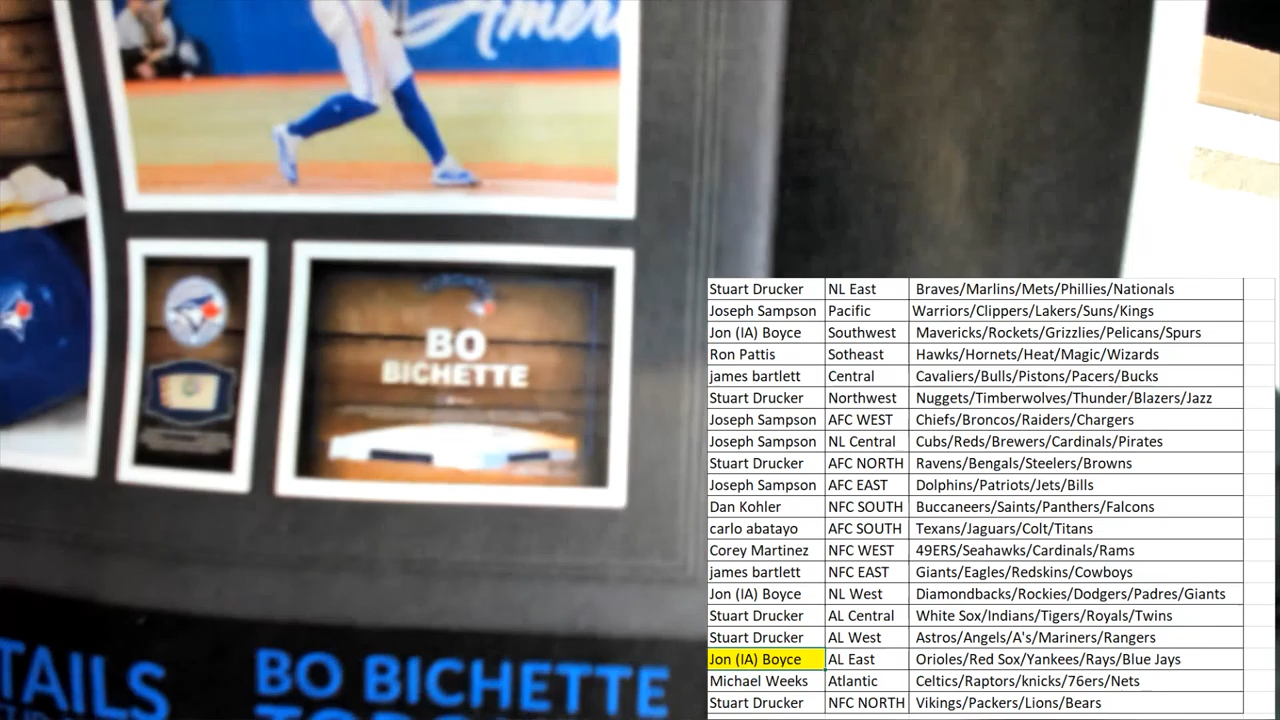 Ameri
BO
BICHETTE
TAILS
BO BICHETTE
Stuart Drucker NL East Braves/Marlins/Mets/Phillies/Nationals
Joseph Sampson Pacific Warriors/Clippers/Lakers/Suns/Kings
Jon (IA) Boyce Southwest Mavericks/Rockets/Grizzlies/Pelicans/Spurs
Ron Pattis Sotheast Hawks/Hornets/Heat/Magic/Wizards
james bartlett Central Cavaliers/Bulls/Pistons/Pacers/Bucks
Stuart Drucker Northwest Nuggets/Timberwolves/Thunder/Blazers/Jazz
Joseph Sampson AFC WEST Chiefs/Broncos/Raiders/Chargers
Joseph Sampson NL Central Cubs/Reds/Brewers/Cardinals/Pirates
Stuart Drucker AFC NORTH Ravens/Bengals/Steelers/Browns
Joseph Sampson AFC EAST Dolphins/Patriots/Jets/Bills
Dan Kohler NFC SOUTH Buccaneers/Saints/Panthers/Falcons
carlo abatayo AFC SOUTH Texans/Jaguars/Colt/Titans
Corey Martinez NFC WEST 49ERS/Seahawks/Cardinals/Rams
james bartlett NFC EAST Giants/Eagles/Redskins/Cowboys
Jon (IA) Boyce NL West Diamondbacks/Rockies/Dodgers/Padres/Giants
Stuart Drucker AL Central White Sox/Indians/Tigers/Royals/Twins
Stuart Drucker AL West Astros/Angels/A's/Mariners/Rangers
Jon (IA) Boyce AL East Orioles/Red Sox/Yankees/Rays/Blue Jays
Michael Weeks Atlantic Celtics/Raptors/knicks/76ers/Nets
Stuart Drucker NFC NORTH Vikings/Packers/Lions/Bears